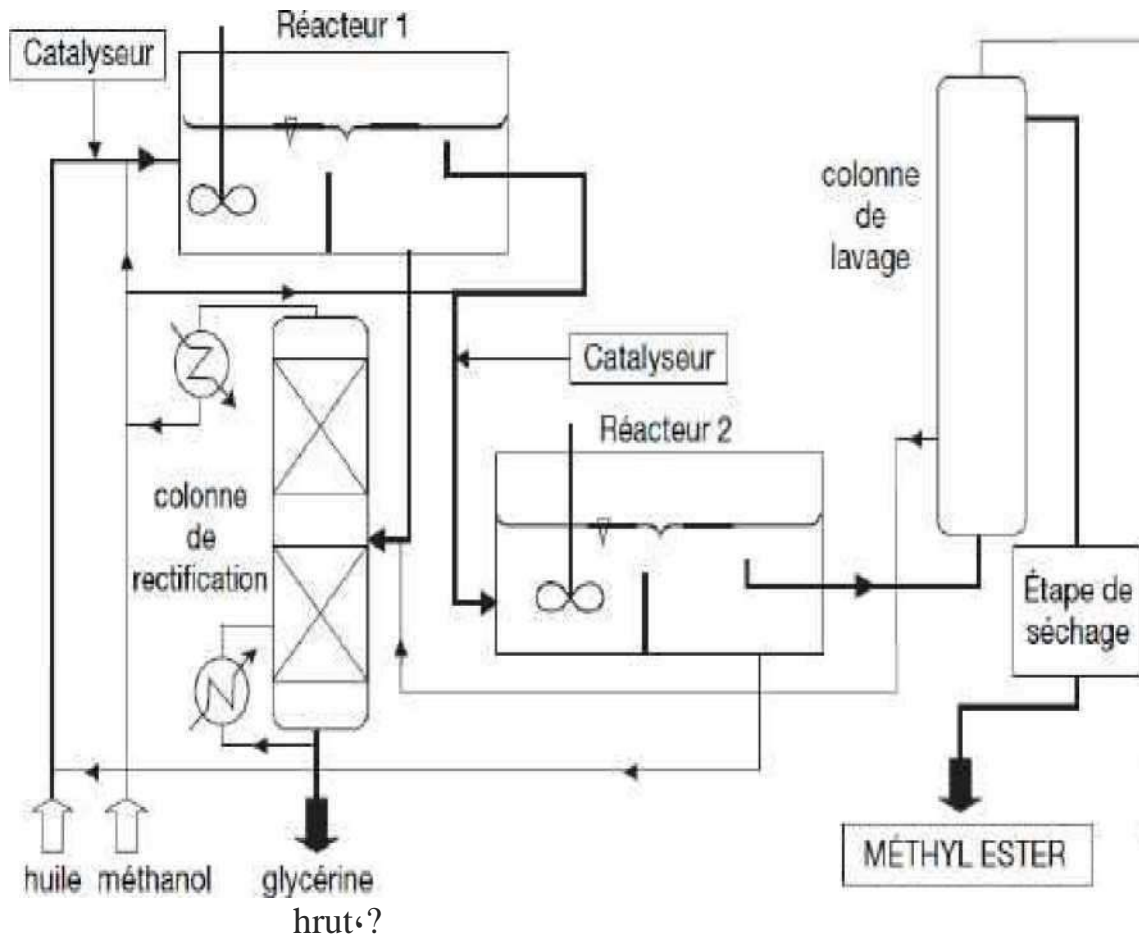 Réacteur 1
Catalyseur
colonne
de
lavage
Catalyseur
Réacteur 2
colonne
de
rectification
Étape de
séchage
huile méthanol glycérine
hrut‘?
MÉTHYL ESTER